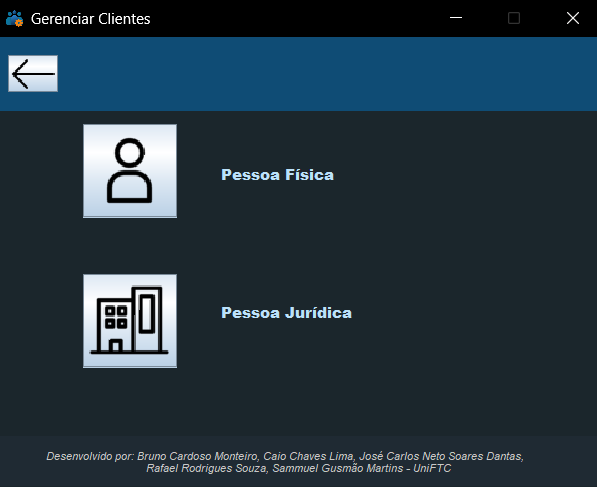 Gerenciar Clientes
Pessoa Física
Pessoa Jurídica
Desenvolvido por: Bruno Cardoso Monteiro, Caio Chaves Lima, José Carlos Neto Soares Dantas,
Rafael Rodrigues Souza, Sammuel Gusmão Martins - UniFTC